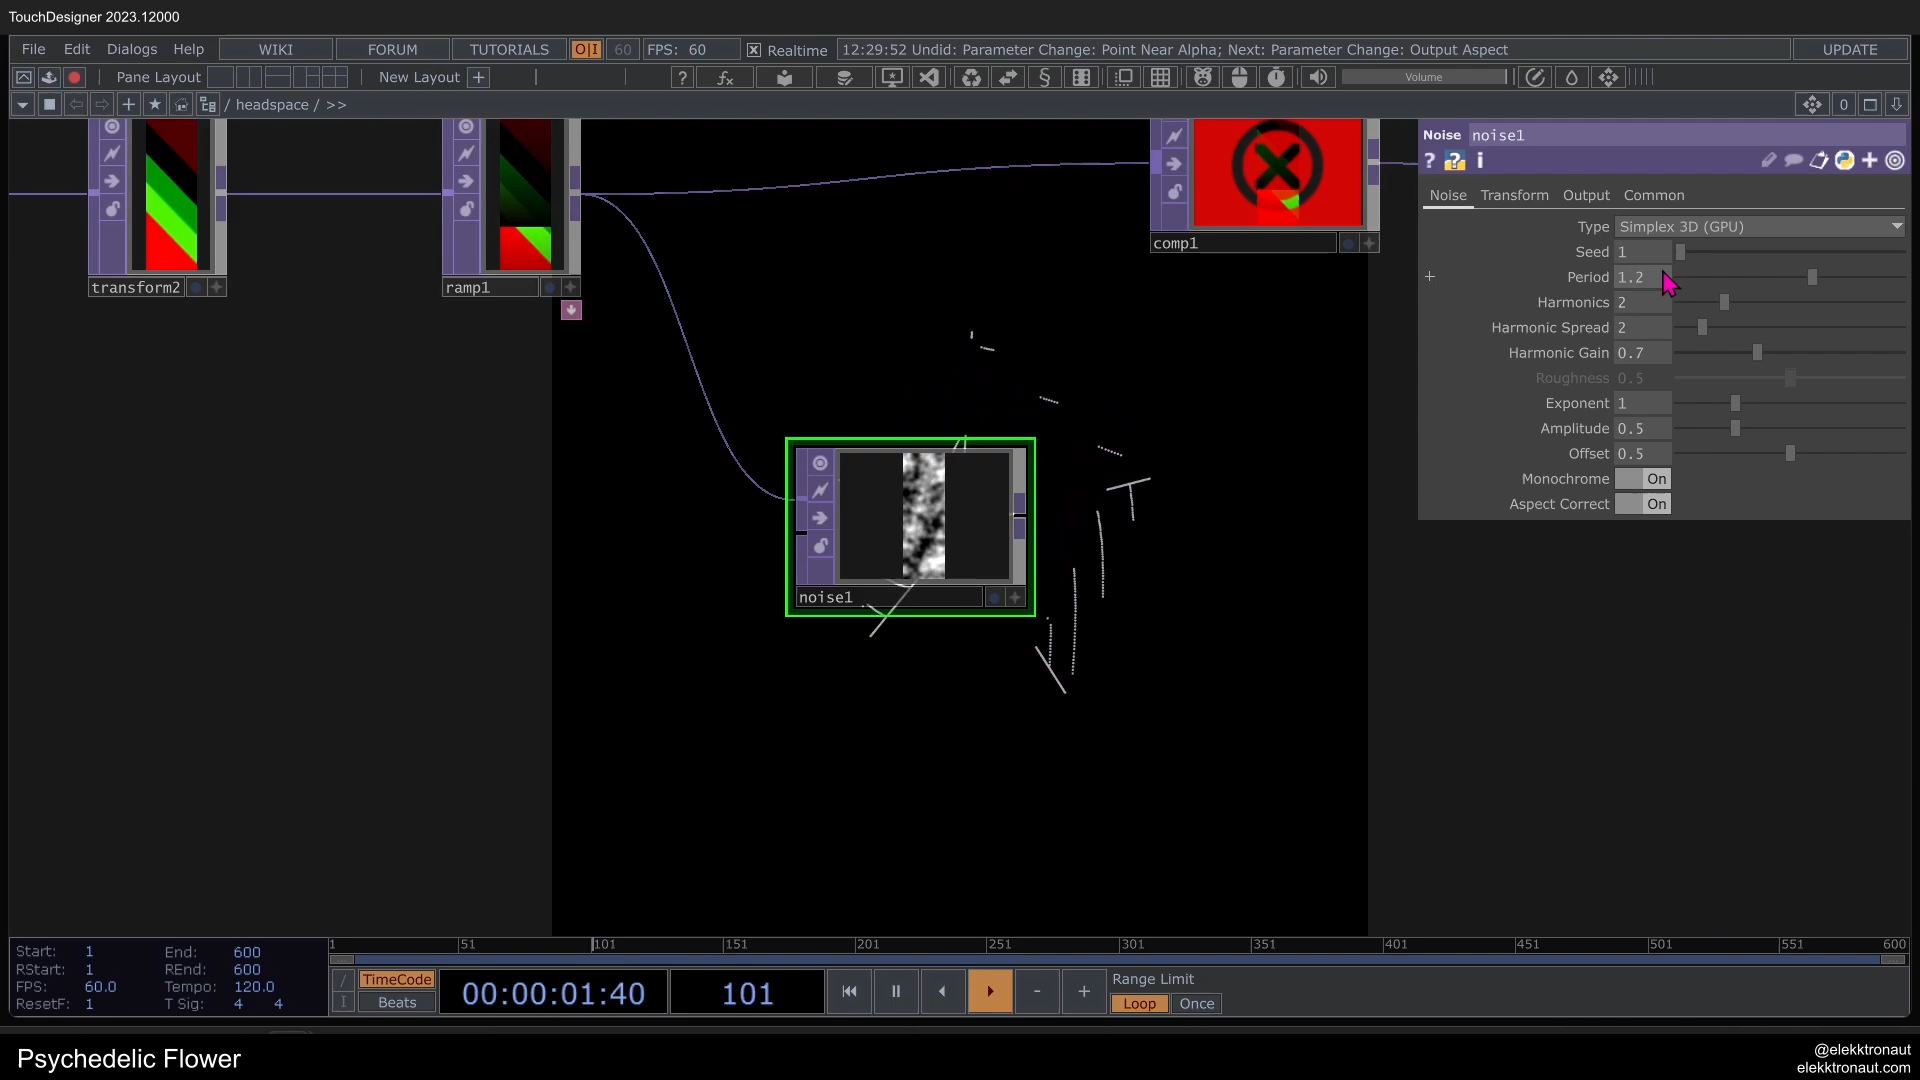 TouchDesigner 2023.12000
File Edit Dialogs Help WIKI FORUM TUTORIALS O|I 60 FPS: 60 Realtime 12:29:52 Undid: Parameter Change: Point Near Alpha; Next: Parameter Change: Output Aspect UPDATE
Pane Layout New Layout + ? fx § Volume
/ headspace / >> 0
Noise noise1
? ? i
Noise Transform Output Common
Type Simplex 3D (GPU)
Seed 1
+ Period 1.2
Harmonics 2
Harmonic Spread 2
Harmonic Gain 0.7
Roughness 0.5
Exponent 1
Amplitude 0.5
Offset 0.5
Monochrome On
Aspect Correct On
comp1
transform2
ramp1
noise1
1 51 101 151 201 251 301 351 401 451 501 551 600
Start: 1 End: 600
RStart: 1 REnd: 600
FPS: 60.0 Tempo: 120.0
ResetF: 1 T Sig: 4 4
/ TimeCode
I Beats
00:00:01:40
101
- +
Range Limit
Loop Once
Psychedelic Flower
@elekktronaut
elekktronaut.com